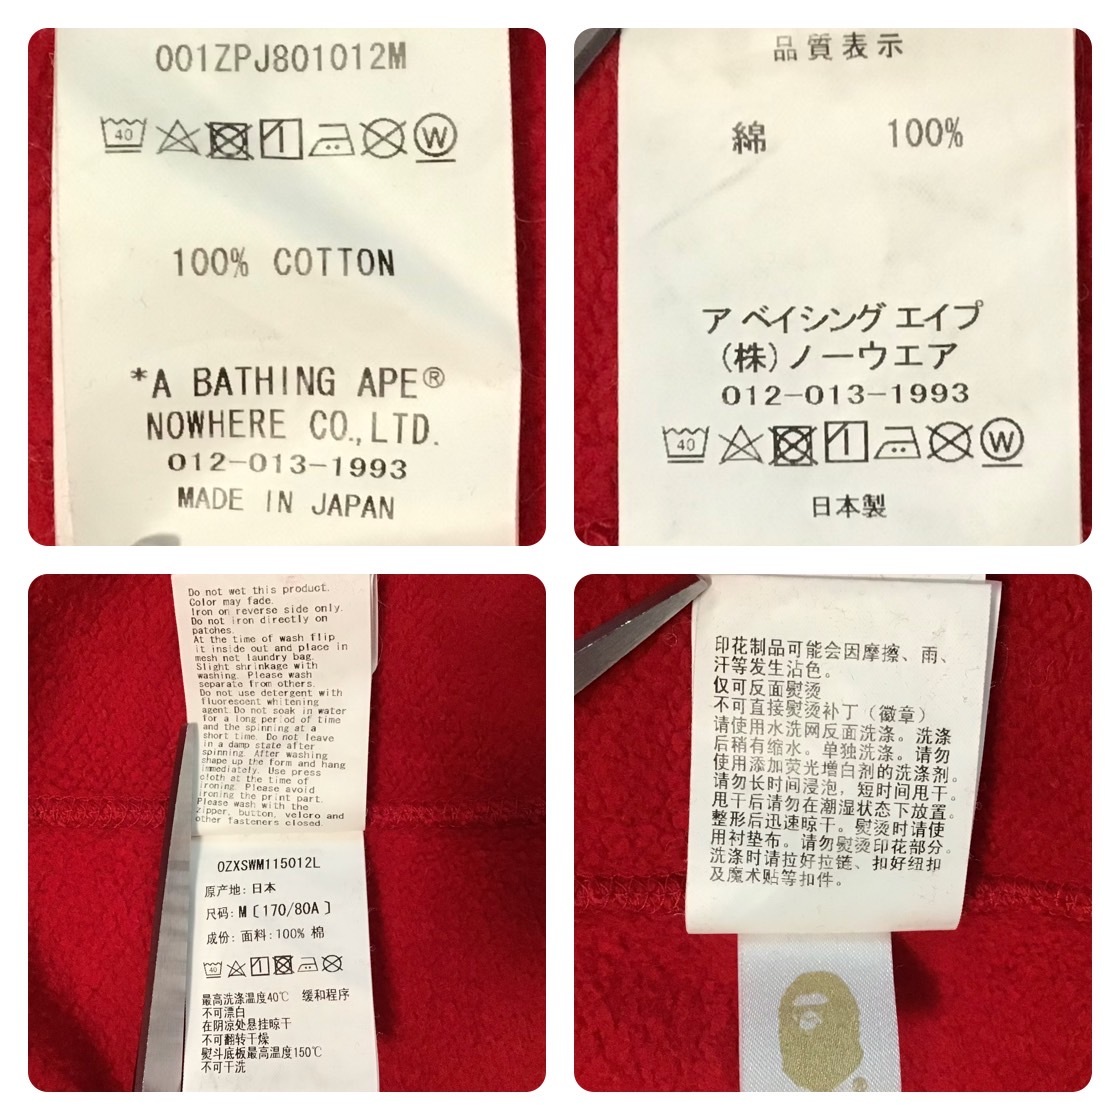 001ZPJ801012M
40 W
100% COTTON
*A BATHING APE®
NOWHERE CO., LTD.
012-013-1993
MADE IN JAPAN
品質表示
綿 100%
ア ベイシング エイプ
(株)ノーウエア
012-013-1993
40 W
日本製
Do not wet this product.
Color may fade.
Iron on reverse side only.
Do not iron directly on
patches.
At the time of wash flip
it inside out and place in
mesh net laundry bag.
Slight shrinkage with
washing. Please wash
separate from others.
Do not use detergent with
fluorescent whitening
agent.Do not soak in water
for a long period of time
and the spinning at a
short time. Do not leave
in a damp state after
spinning. After washing
shape up the form and hang
immediately. Use press
cloth at the time of
ironing. Please avoid
ironing the print part.
Please wash with the
zipper, button, velcro and
other fasteners closed.
0ZXSWM115012L
原产地: 日本
尺码: M [170/80A]
成份: 面料: 100% 棉
40
最高洗涤温度40℃ 缓和程序
不可漂白
在阴凉处悬挂晾干
不可翻转干燥
熨斗底板最高温度150℃
不可干洗
印花制品可能会因摩擦、雨、
汗等发生沾色。
仅可反面熨烫
不可直接熨烫补丁（徽章）
请使用水洗网反面洗涤。洗涤
后稍有缩水。单独洗涤。请勿
使用添加荧光增白剂的洗涤剂。
请勿长时间浸泡，短时间甩干。
甩干后请勿在潮湿状态下放置。
整形后迅速晾干。熨烫时请使
用衬垫布。请勿熨烫印花部分。
洗涤时请拉好拉链、扣好纽扣
及魔术贴等扣件。
®